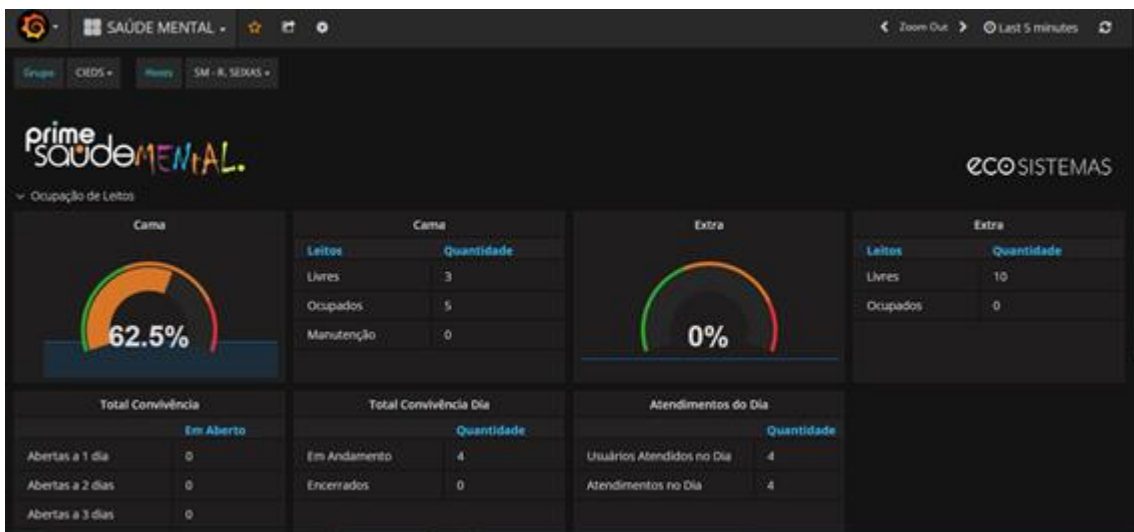 SAÚDE MENTAL
Zoom Out
Last 5 minutes
Grupo
CIEDS
Hosts
SM - R. SEIXAS
prime
saúdeMENtAL.
ecoSISTEMAS
Ocupação de Leitos
Cama
62.5%
Cama
Leitos Quantidade
Livres 3
Ocupados 5
Manutenção 0
Extra
0%
Extra
Leitos Quantidade
Livres 10
Ocupados 0
Total Convivência
Em Aberto
Abertas a 1 dia 0
Abertas a 2 dias 0
Abertas a 3 dias 0
Total Convivência Dia
Quantidade
Em Andamento 4
Encerrados 0
Atendimentos do Dia
Quantidade
Usuários Atendidos no Dia 4
Atendimentos no Dia 4